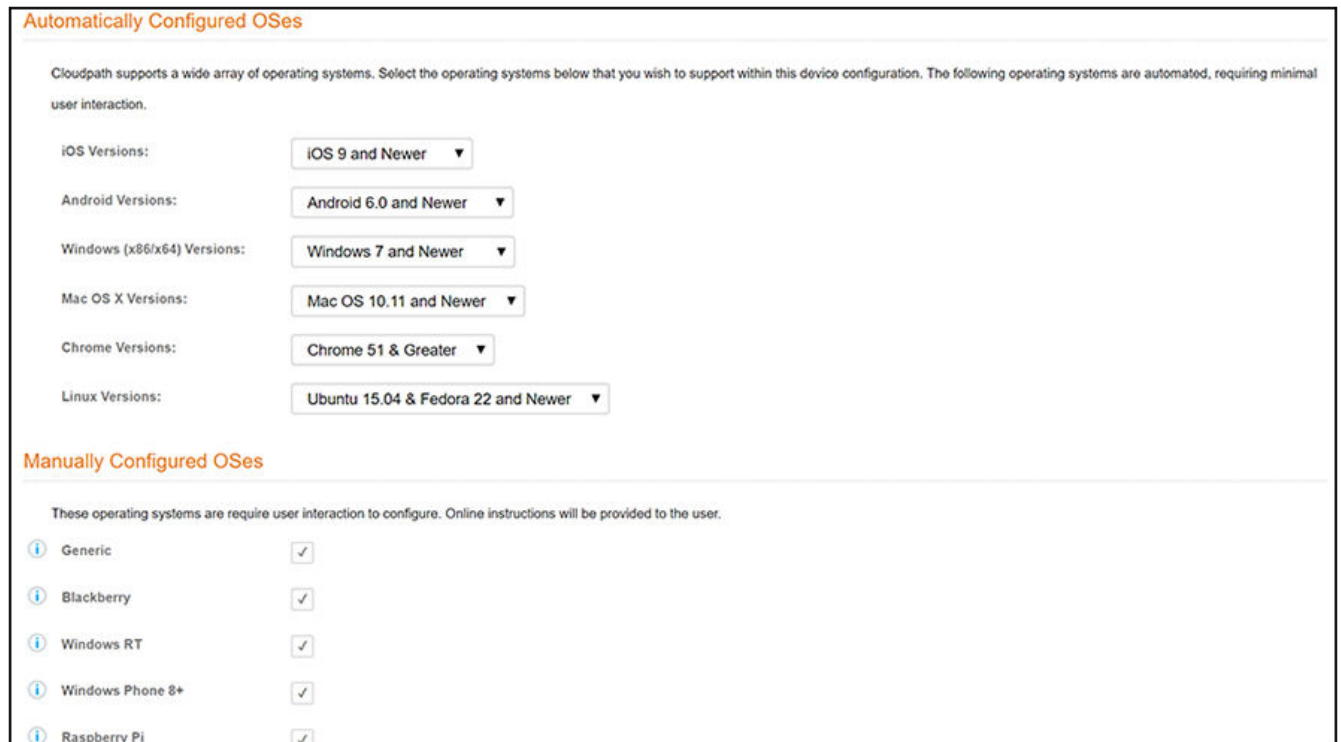 Automatically Configured OSes
Cloudpath supports a wide array of operating systems. Select the operating systems below that you wish to support within this device configuration. The following operating systems are automated, requiring minimal
user interaction.
iOS Versions: iOS 9 and Newer
Android Versions: Android 6.0 and Newer
Windows (x86/x64) Versions: Windows 7 and Newer
Mac OS X Versions: Mac OS 10.11 and Newer
Chrome Versions: Chrome 51 & Greater
Linux Versions: Ubuntu 15.04 & Fedora 22 and Newer
Manually Configured OSes
These operating systems are require user interaction to configure. Online instructions will be provided to the user.
Generic
Blackberry
Windows RT
Windows Phone 8+
Raspberry Pi